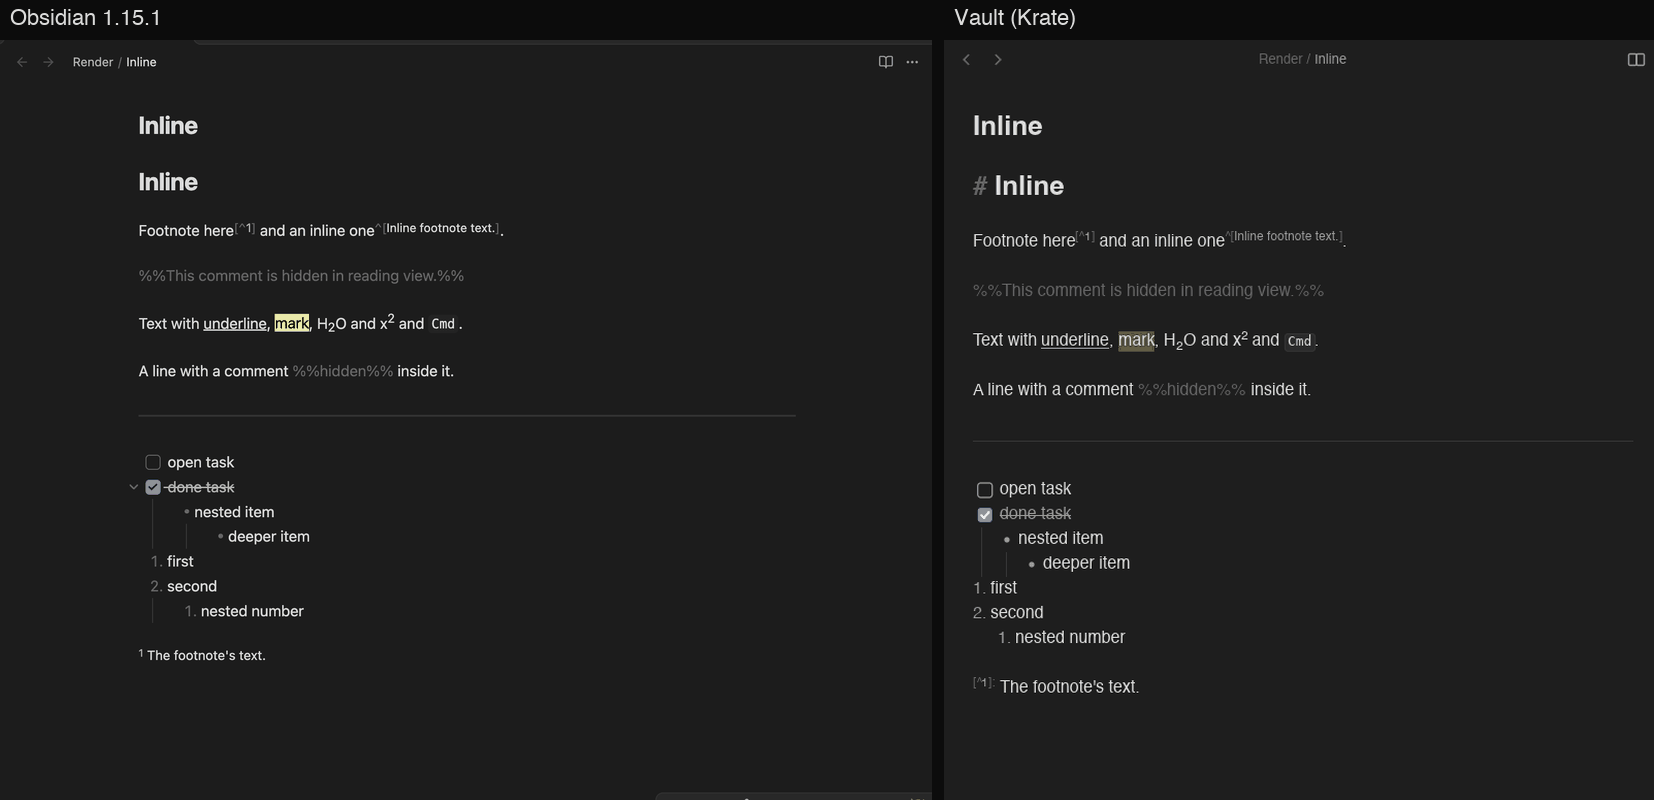 Obsidian 1.15.1
Render / Inline
Inline
Inline
Footnote here[^1] and an inline one^[Inline footnote text.].
%%This comment is hidden in reading view.%%
Text with underline, mark, H2O and x2 and Cmd.
A line with a comment %%hidden%% inside it.
open task
done task
nested item
deeper item
1. first
2. second
1. nested number
1 The footnote's text.
Vault (Krate)
Render / Inline
Inline
# Inline
Footnote here[^1] and an inline one^[Inline footnote text.].
%%This comment is hidden in reading view.%%
Text with underline, mark, H2O and x2 and Cmd.
A line with a comment %%hidden%% inside it.
open task
done task
nested item
deeper item
1. first
2. second
1. nested number
[^1]: The footnote's text.